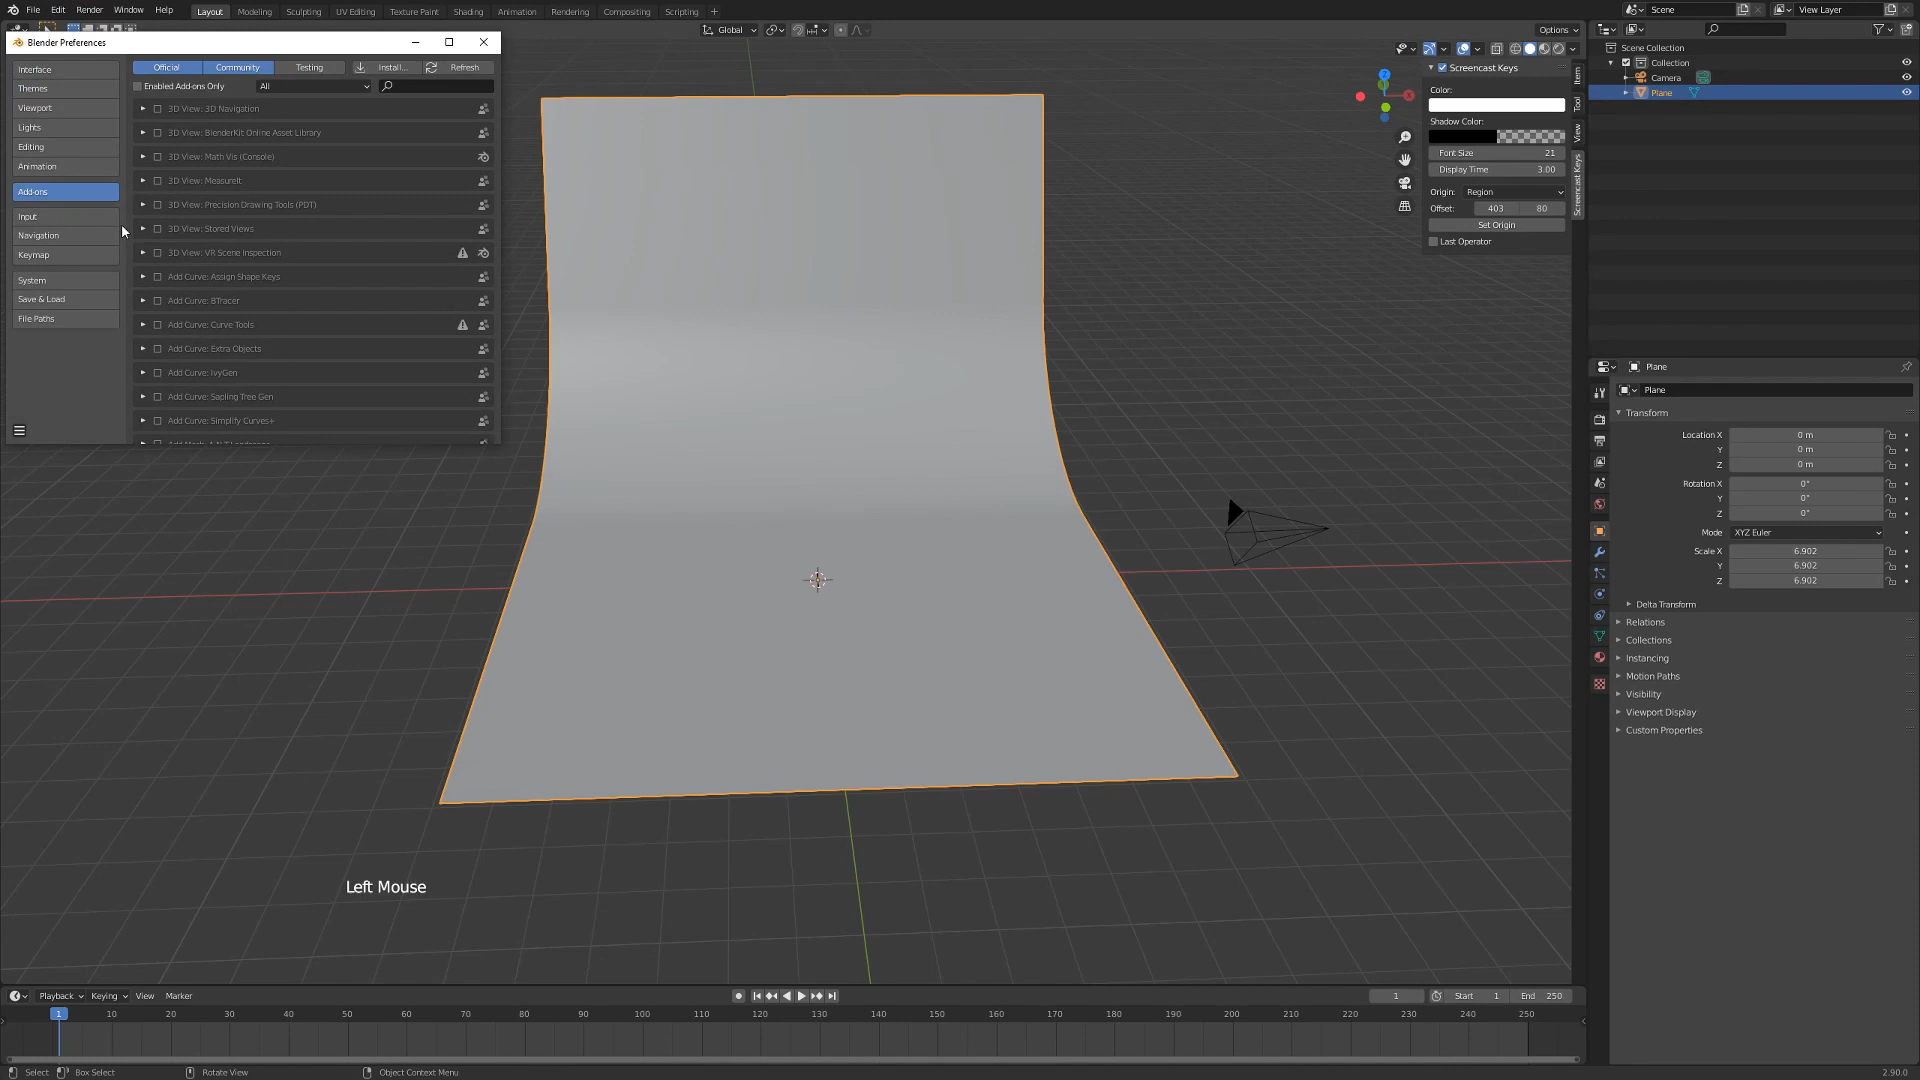 File Edit Render Window Help Layout Modeling Sculpting UV Editing Texture Paint Shading Animation Rendering Compositing Scripting + Scene View Layer
Global Options
Blender Preferences
Interface
Themes
Viewport
Lights
Editing
Animation
Add-ons
Input
Navigation
Keymap
System
Save & Load
File Paths
Official Community Testing Install... Refresh
Enabled Add-ons Only All
3D View: 3D Navigation
3D View: BlenderKit Online Asset Library
3D View: Math Vis (Console)
3D View: MeasureIt
3D View: Precision Drawing Tools (PDT)
3D View: Stored Views
3D View: VR Scene Inspection
Add Curve: Assign Shape Keys
Add Curve: BTracer
Add Curve: Curve Tools
Add Curve: Extra Objects
Add Curve: IvyGen
Add Curve: Sapling Tree Gen
Add Curve: Simplify Curves+
Screencast Keys
Color:
Shadow Color:
Font Size 21
Display Time 3.00
Origin: Region
Offset: 403 80
Set Origin
Last Operator
Item
Tool
View
Screencast Keys
Scene Collection
Collection
Camera
Plane
Plane
Plane
Transform
Location X 0 m
Y 0 m
Z 0 m
Rotation X 0°
Y 0°
Z 0°
Mode XYZ Euler
Scale X 6.902
Y 6.902
Z 6.902
Delta Transform
Relations
Collections
Instancing
Motion Paths
Visibility
Viewport Display
Custom Properties
Left Mouse
Playback Keying View Marker 1 Start 1 End 250
1 10 20 30 40 50 60 70 80 90 100 110 120 130 140 150 160 170 180 190 200 210 220 230 240 250
Select Box Select Rotate View Object Context Menu 2.90.0